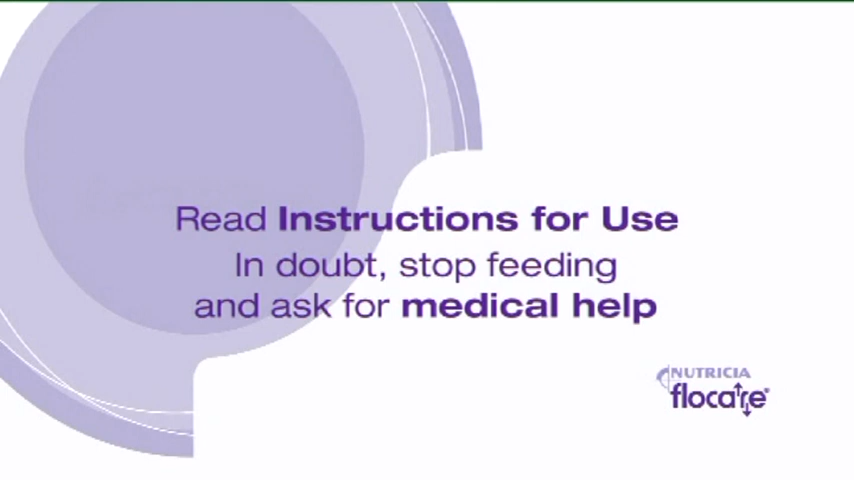 Read Instructions for Use
In doubt, stop feeding
and ask for medical help
NUTRICIA
flocare®